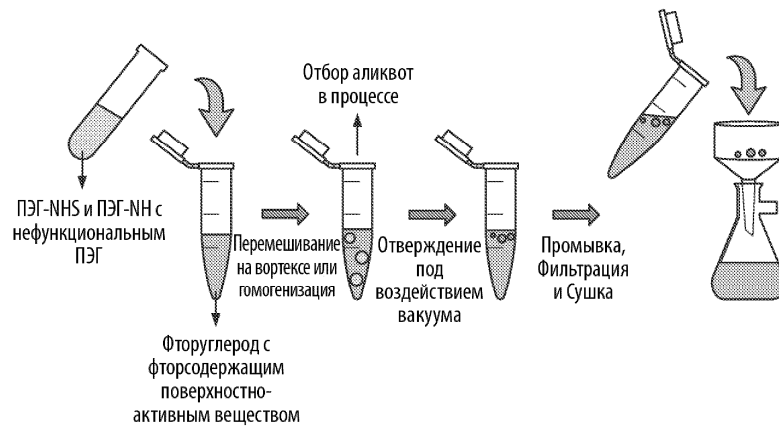 Отбор аликвот
в процессе
ПЭГ-NHS и ПЭГ-NH с
нефункциональным
ПЭГ
Перемешивание
на вортексе или
гомогенизация
Отверждение
под
воздействием
вакуума
Промывка,
Фильтрация
и Сушка
Фторуглерод с
фторсодержащим
поверхностно-
активным веществом